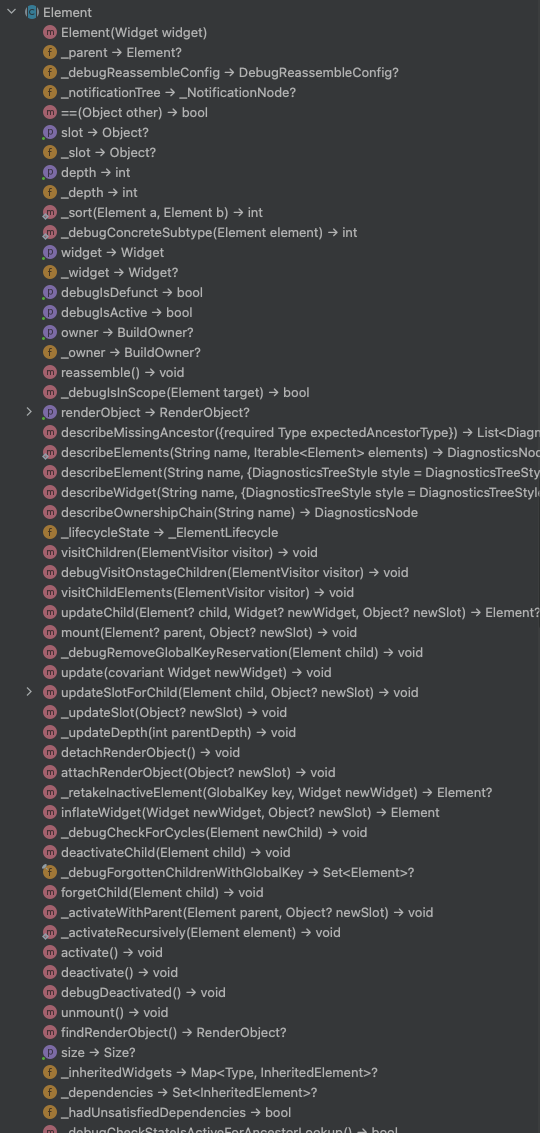 Element
Element(Widget widget)
_parent → Element?
_debugReassembleConfig → DebugReassembleConfig?
_notificationTree → _NotificationNode?
==(Object other) → bool
slot → Object?
_slot → Object?
depth → int
_depth → int
_sort(Element a, Element b) → int
_debugConcreteSubtype(Element element) → int
widget → Widget
_widget → Widget?
debugIsDefunct → bool
debugIsActive → bool
owner → BuildOwner?
_owner → BuildOwner?
reassemble() → void
_debugIsInScope(Element target) → bool
renderObject → RenderObject?
describeMissingAncestor({required Type expectedAncestorType}) → List<Diagn
describeElements(String name, Iterable<Element> elements) → DiagnosticsNod
describeElement(String name, {DiagnosticsTreeStyle style = DiagnosticsTreeSty
describeWidget(String name, {DiagnosticsTreeStyle style = DiagnosticsTreeStyl
describeOwnershipChain(String name) → DiagnosticsNode
_lifecycleState → _ElementLifecycle
visitChildren(ElementVisitor visitor) → void
debugVisitOnstageChildren(ElementVisitor visitor) → void
visitChildElements(ElementVisitor visitor) → void
updateChild(Element? child, Widget? newWidget, Object? newSlot) → Element?
mount(Element? parent, Object? newSlot) → void
_debugRemoveGlobalKeyReservation(Element child) → void
update(covariant Widget newWidget) → void
updateSlotForChild(Element child, Object? newSlot) → void
_updateSlot(Object? newSlot) → void
_updateDepth(int parentDepth) → void
detachRenderObject() → void
attachRenderObject(Object? newSlot) → void
_retakeInactiveElement(GlobalKey key, Widget newWidget) → Element?
inflateWidget(Widget newWidget, Object? newSlot) → Element
_debugCheckForCycles(Element newChild) → void
deactivateChild(Element child) → void
_debugForgottenChildrenWithGlobalKey → Set<Element>?
forgetChild(Element child) → void
_activateWithParent(Element parent, Object? newSlot) → void
_activateRecursively(Element element) → void
activate() → void
deactivate() → void
debugDeactivated() → void
unmount() → void
findRenderObject() → RenderObject?
size → Size?
_inheritedWidgets → Map<Type, InheritedElement>?
_dependencies → Set<InheritedElement>?
_hadUnsatisfiedDependencies → bool
_debugCheckStateIsActiveForAncestorLookup() → bool